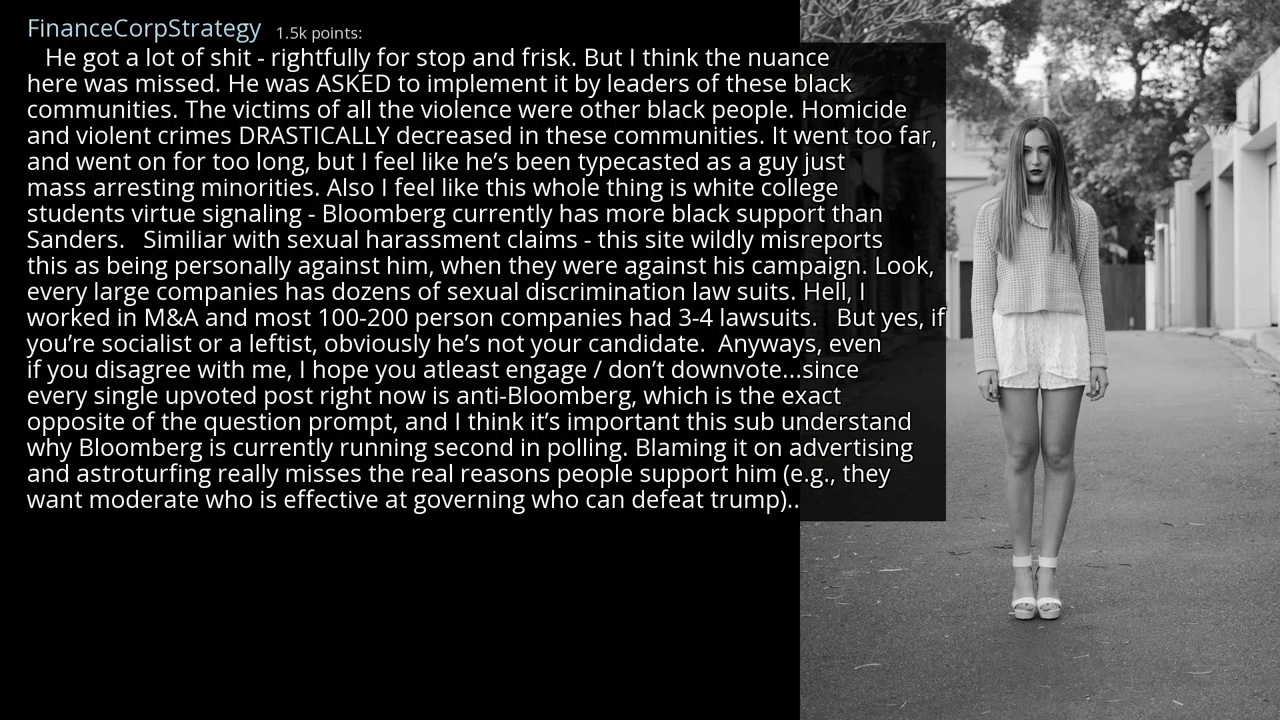 FinanceCorpStrategy 1.5k points:
He got a lot of shit - rightfully for stop and frisk. But I think the nuance
here was missed. He was ASKED to implement it by leaders of these black
communities. The victims of all the violence were other black people. Homicide
and violent crimes DRASTICALLY decreased in these communities. It went too far,
and went on for too long, but I feel like he’s been typecasted as a guy just
mass arresting minorities. Also I feel like this whole thing is white college
students virtue signaling - Bloomberg currently has more black support than
Sanders.   Similiar with sexual harassment claims - this site wildly misreports
this as being personally against him, when they were against his campaign. Look,
every large companies has dozens of sexual discrimination law suits. Hell, I
worked in M&A and most 100-200 person companies had 3-4 lawsuits.   But yes, if
you’re socialist or a leftist, obviously he’s not your candidate.  Anyways, even
if you disagree with me, I hope you atleast engage / don’t downvote...since
every single upvoted post right now is anti-Bloomberg, which is the exact
opposite of the question prompt, and I think it’s important this sub understand
why Bloomberg is currently running second in polling. Blaming it on advertising
and astroturfing really misses the real reasons people support him (e.g., they
want moderate who is effective at governing who can defeat trump)..